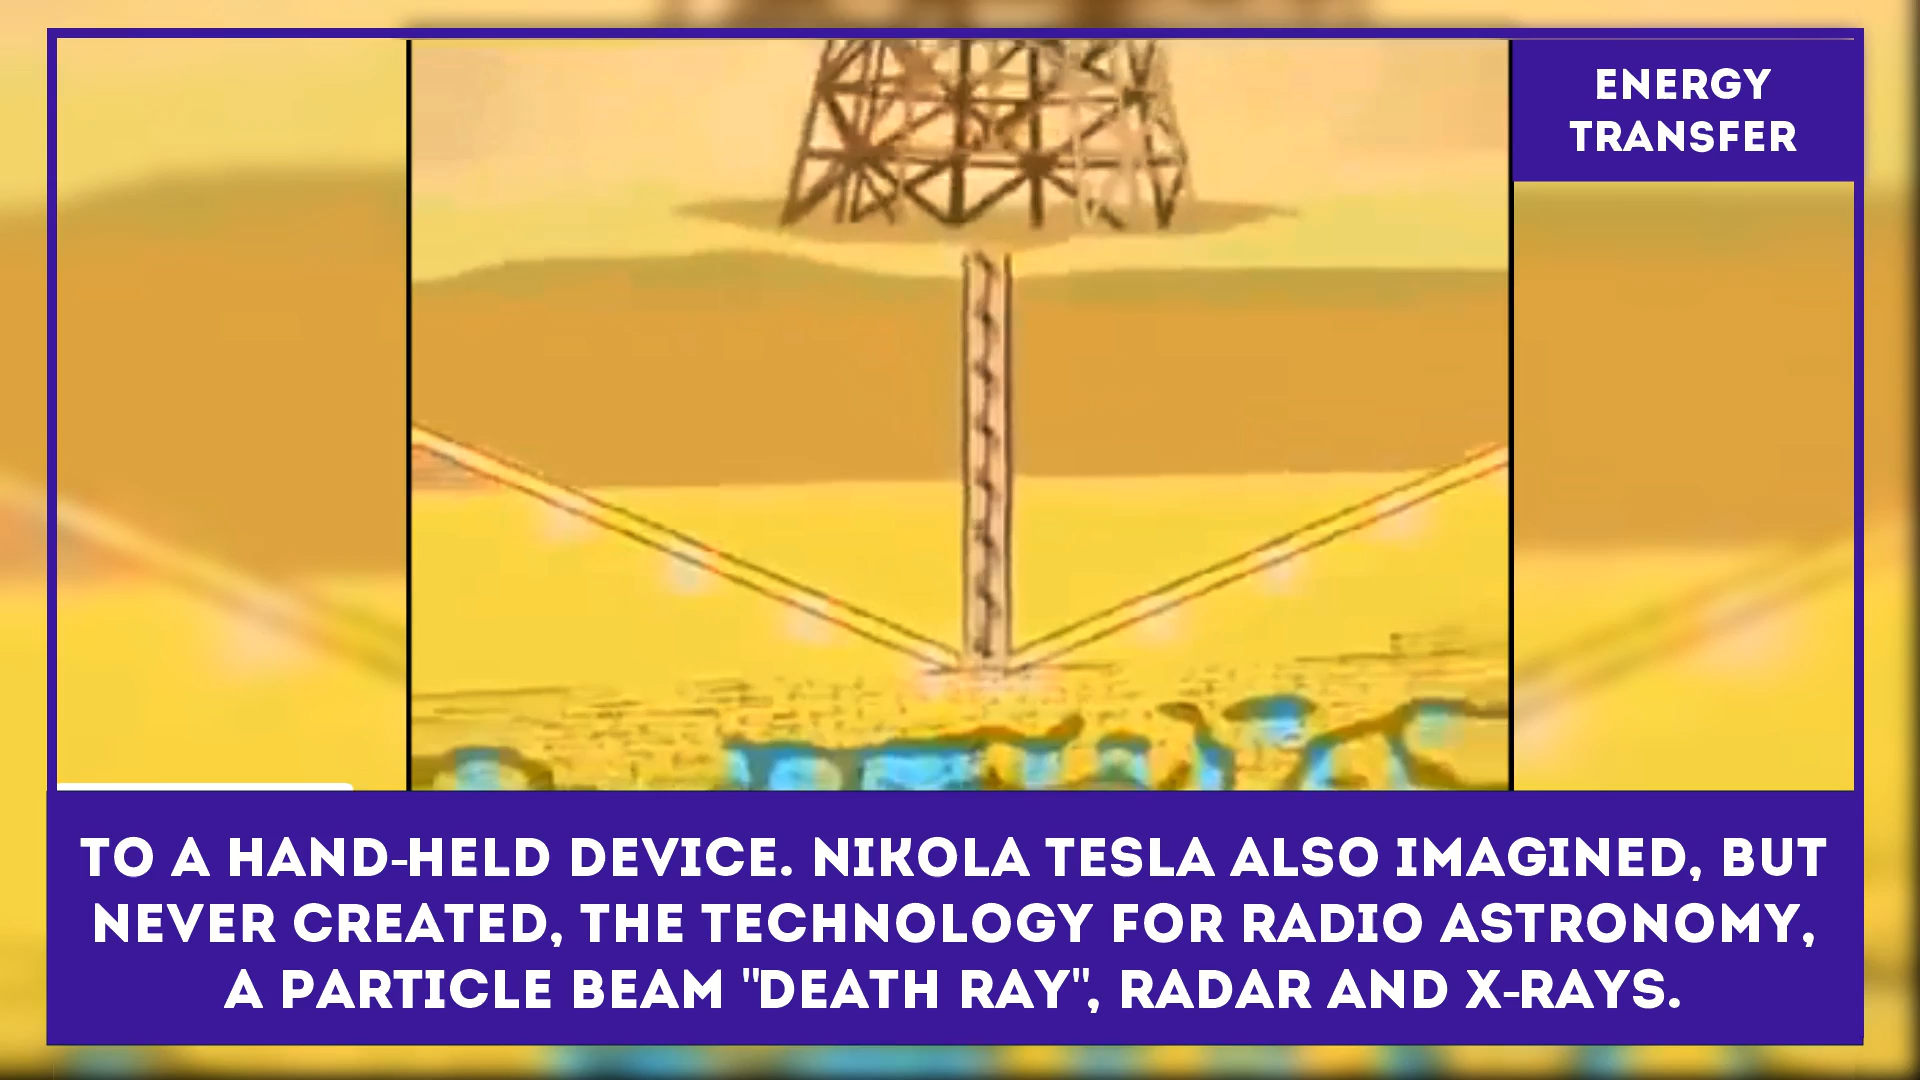 ENERGY
TRANSFER
TO A HAND-HELD DEVICE. NIKOLA TESLA ALSO IMAGINED, BUT
NEVER CREATED, THE TECHNOLOGY FOR RADIO ASTRONOMY,
A PARTICLE BEAM "DEATH RAY", RADAR AND X-RAYS.